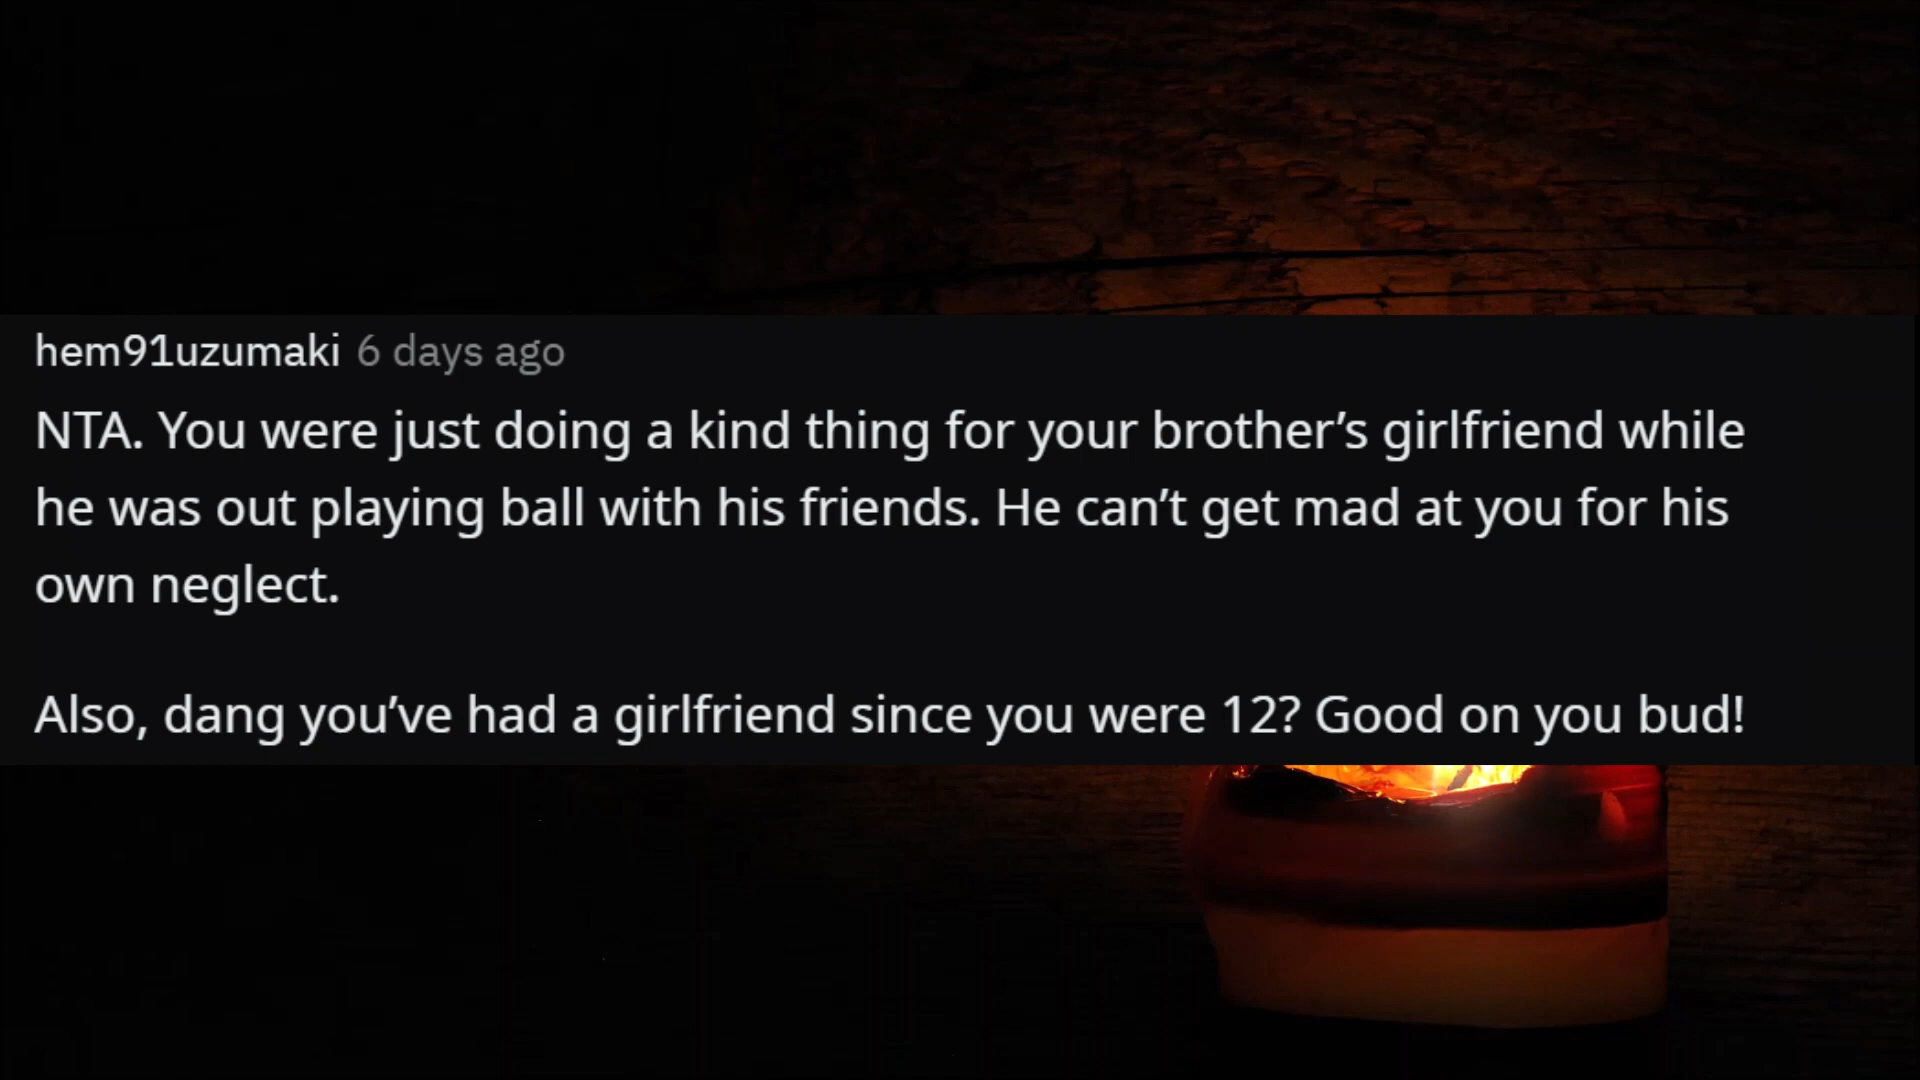 hem91uzumaki 6 days ago
NTA. You were just doing a kind thing for your brother’s girlfriend while
he was out playing ball with his friends. He can’t get mad at you for his
own neglect.
Also, dang you’ve had a girlfriend since you were 12? Good on you bud!